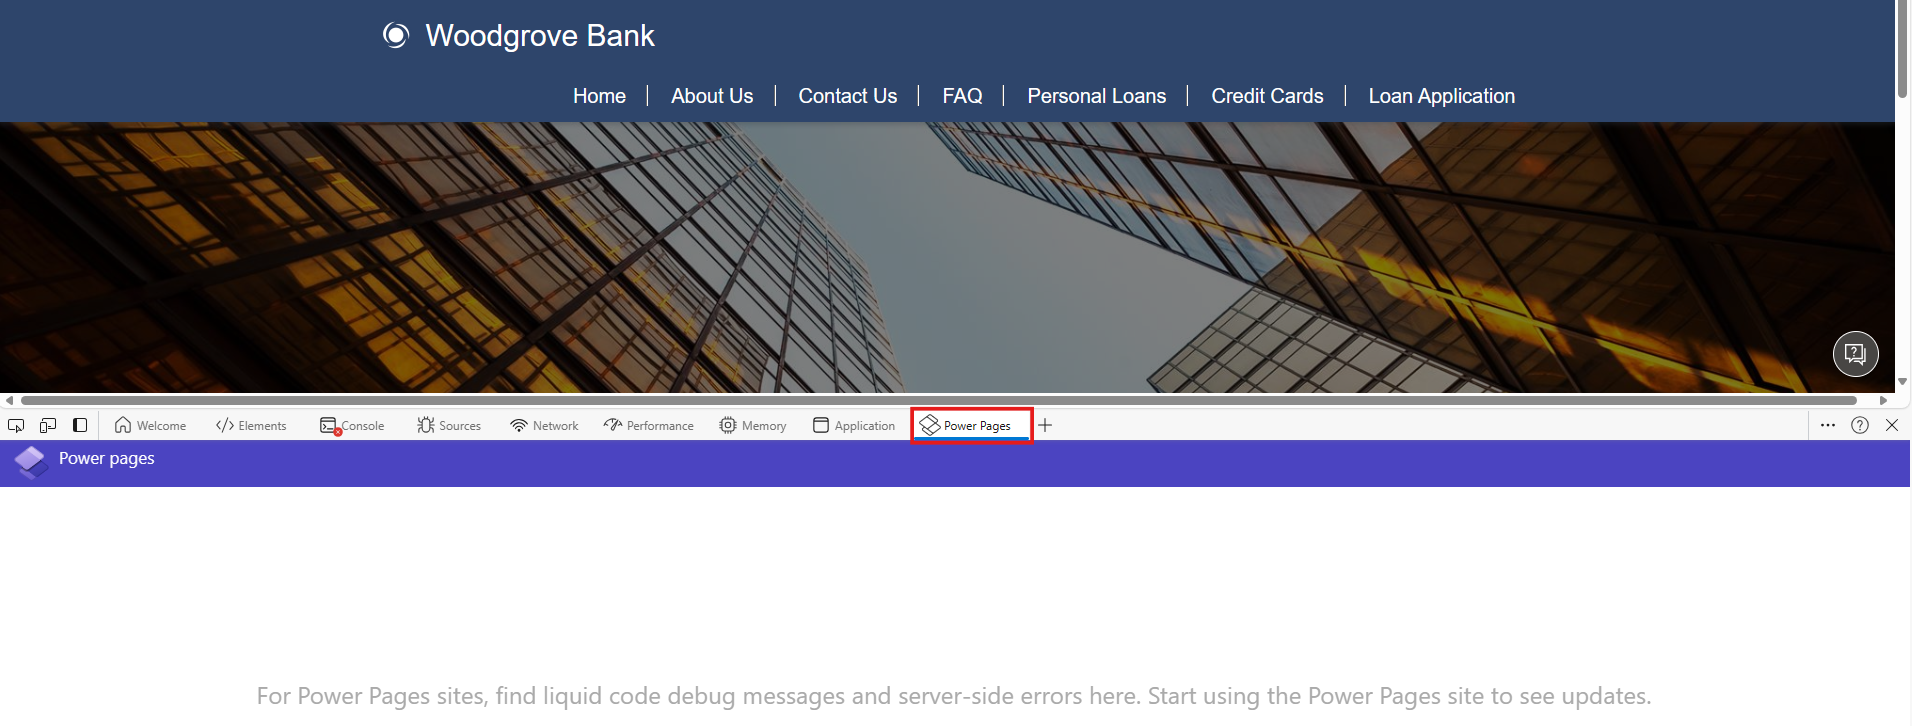 Woodgrove Bank
Home About Us Contact Us FAQ Personal Loans Credit Cards Loan Application
Welcome Elements Console Sources Network Performance Memory Application Power Pages
Power pages
For Power Pages sites, find liquid code debug messages and server-side errors here. Start using the Power Pages site to see updates.